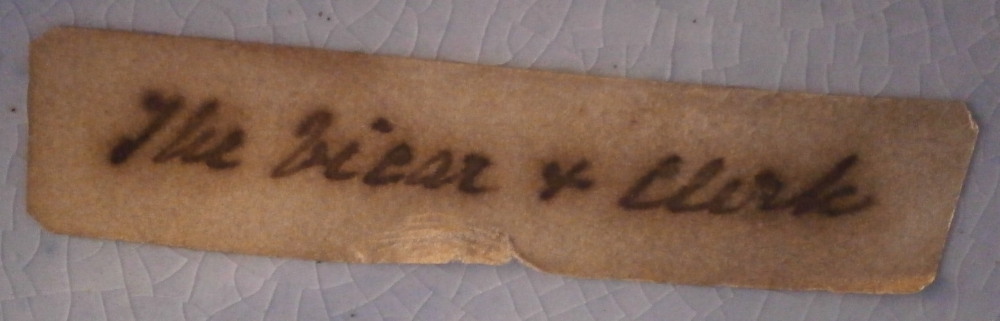 The Vicar & Clerk